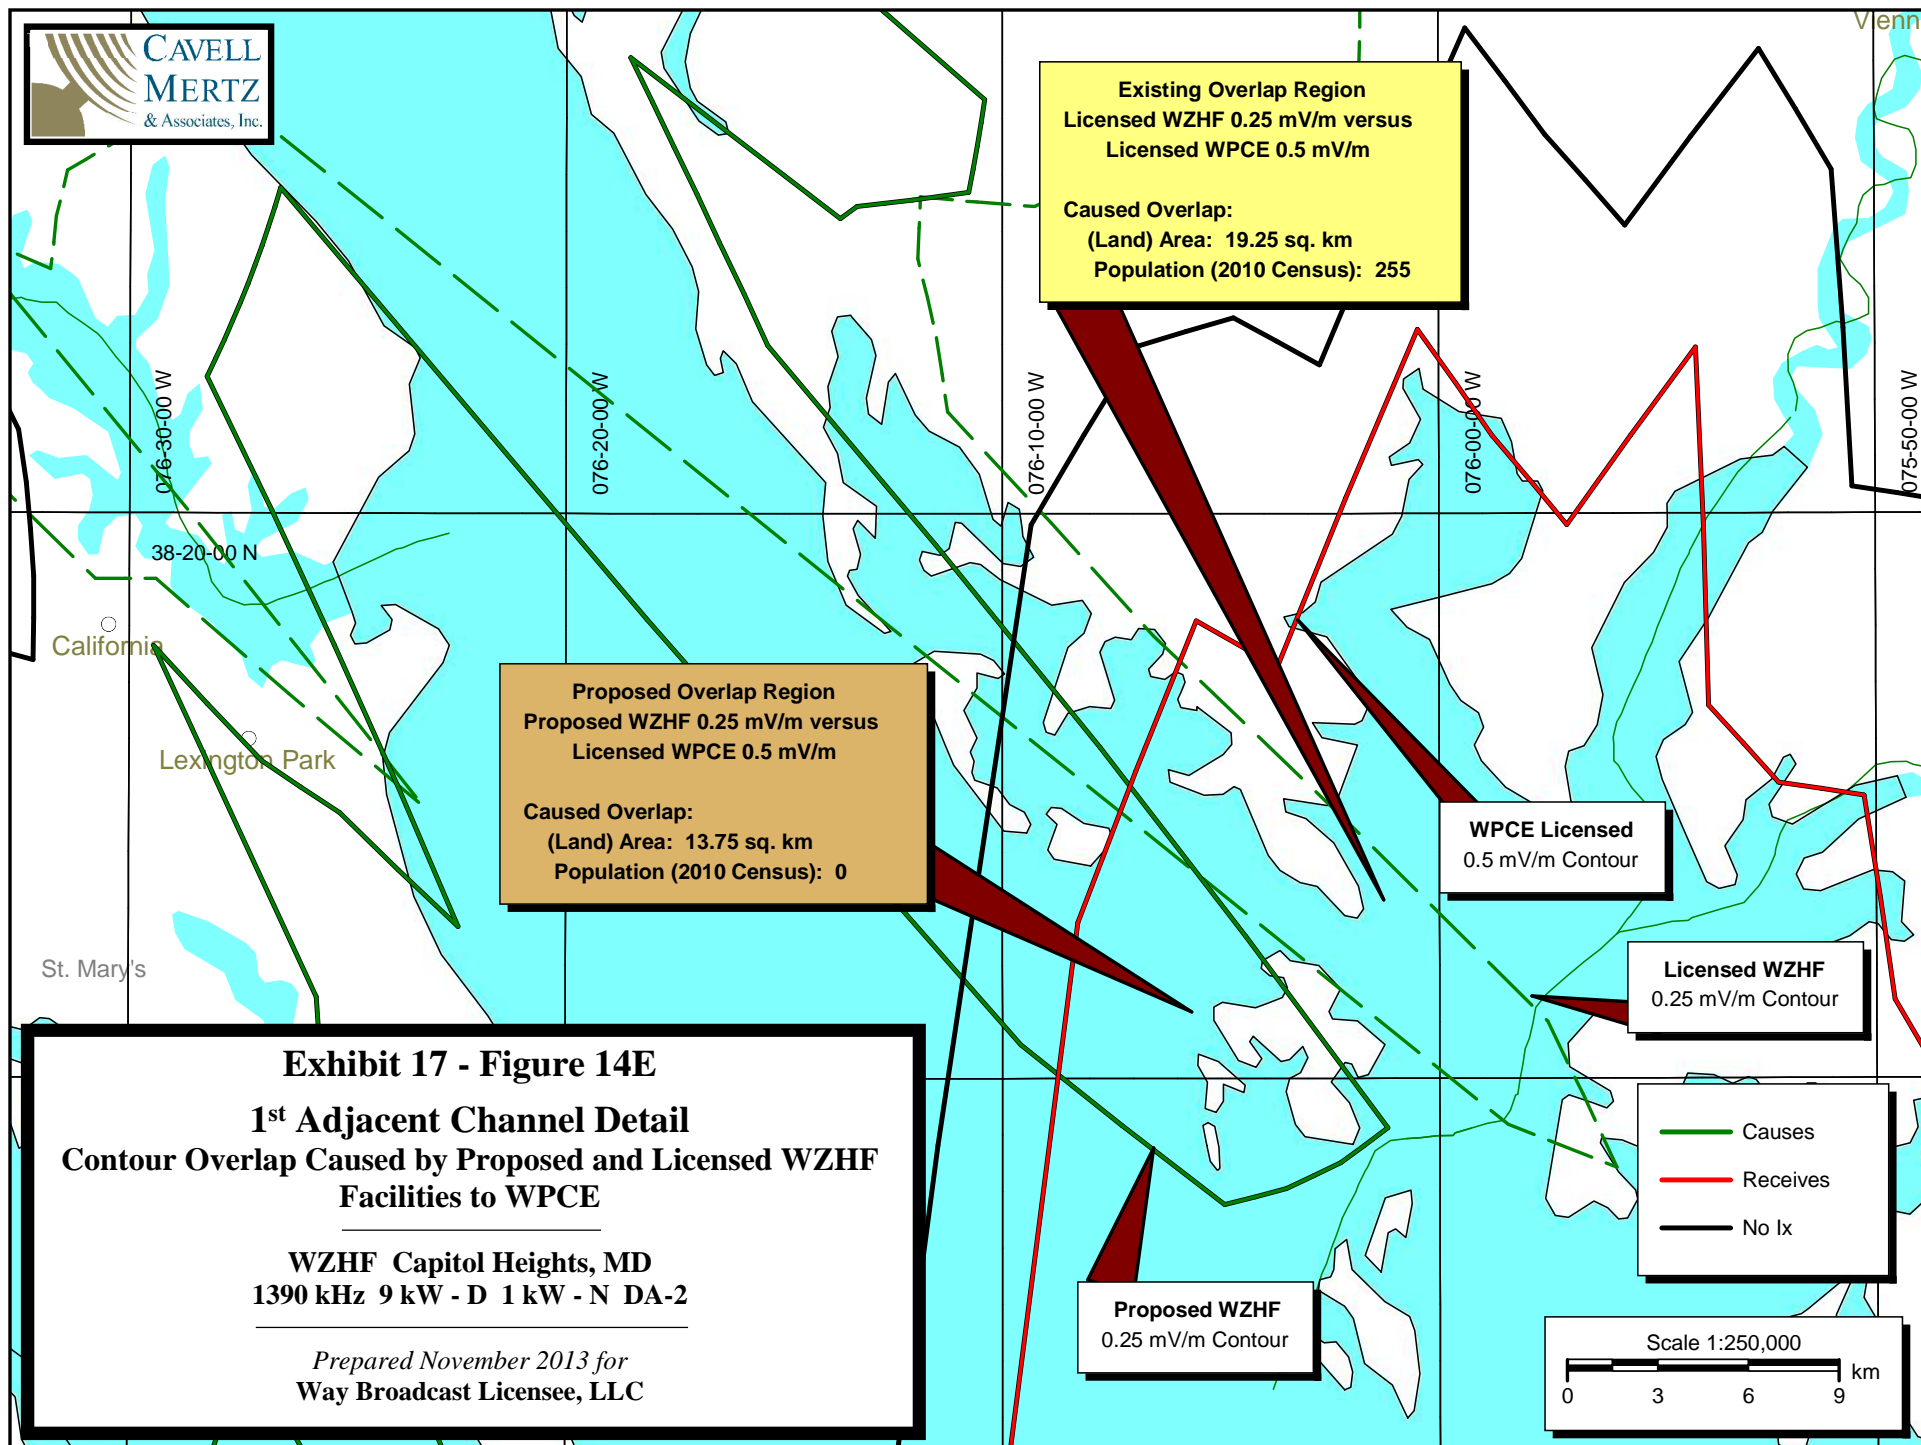 CAVELL
MERTZ
& Associates, Inc.
Vienn
Existing Overlap Region
Licensed WZHF 0.25 mV/m versus
Licensed WPCE 0.5 mV/m
Caused Overlap:
(Land) Area: 19.25 sq. km
Population (2010 Census): 255
076-30-00 W
076-20-00 W
076-10-00 W
076-00-00 W
075-50-00 W
38-20-00 N
California
Lexington Park
St. Mary's
Proposed Overlap Region
Proposed WZHF 0.25 mV/m versus
Licensed WPCE 0.5 mV/m
Caused Overlap:
(Land) Area: 13.75 sq. km
Population (2010 Census): 0
WPCE Licensed
0.5 mV/m Contour
Licensed WZHF
0.25 mV/m Contour
Exhibit 17 - Figure 14E
1st Adjacent Channel Detail
Contour Overlap Caused by Proposed and Licensed WZHF
Facilities to WPCE
WZHF Capitol Heights, MD
1390 kHz 9 kW - D 1 kW - N DA-2
Prepared November 2013 for
Way Broadcast Licensee, LLC
Proposed WZHF
0.25 mV/m Contour
Causes
Receives
No Ix
Scale 1:250,000
km
0 3 6 9